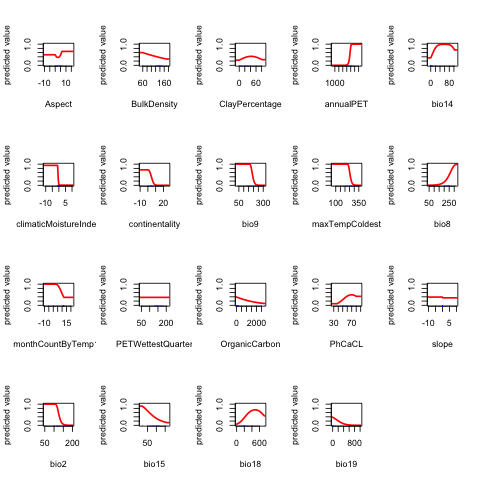 predicted value
0.0 1.0
-10 10
Aspect
predicted value
0.0 1.0
60 160
BulkDensity
predicted value
0.0 1.0
0 60
ClayPercentage
predicted value
0.0 1.0
1000
annualPET
predicted value
0.0 1.0
0 80
bio14
predicted value
0.0 1.0
-10 5
climaticMoistureInde
predicted value
0.0 1.0
-10 20
continentality
predicted value
0.0 1.0
50 300
bio9
predicted value
0.0 1.0
100 350
maxTempColdest
predicted value
0.0 1.0
50 250
bio8
predicted value
0.0 1.0
-10 15
monthCountByTemp
predicted value
0.0 1.0
50 200
PETWettestQuarter
predicted value
0.0 1.0
0 2000
OrganicCarbon
predicted value
0.0 1.0
30 70
PhCaCL
predicted value
0.0 1.0
-10 5
slope
predicted value
0.0 1.0
50 200
bio2
predicted value
0.0 1.0
50
bio15
predicted value
0.0 1.0
0 600
bio18
predicted value
0.0 1.0
0 800
bio19